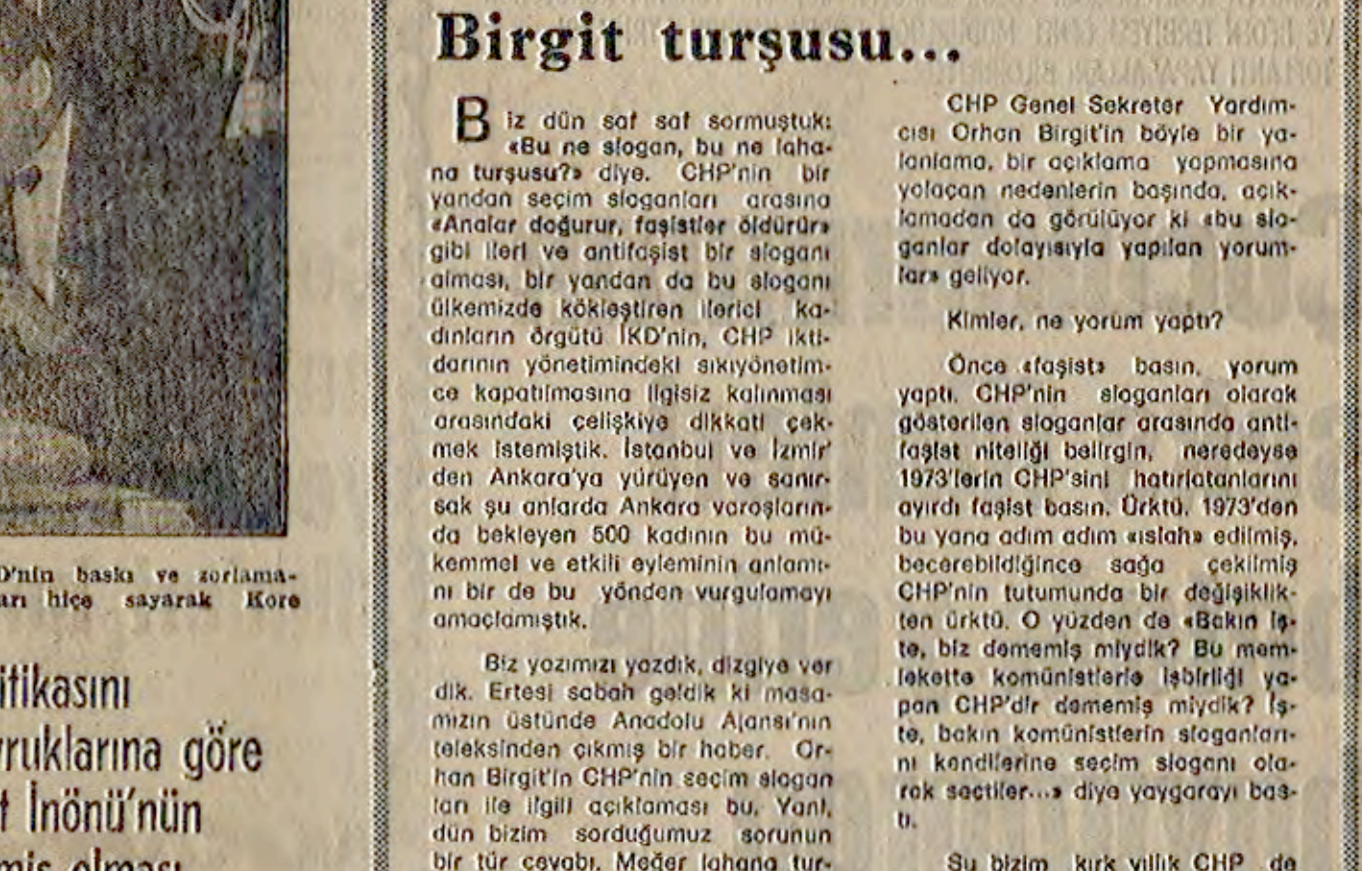 Birgit turşusu...
Biz dün saf saf sormuştuk:
«Bu ne slogan, bu ne laha-
na turşusu?» diye. CHP'nin bir
yandan seçim sloganları arasına
«Analar doğurur, faşistler öldürür»
gibi ileri ve antifaşist bir sloganı
alması, bir yandan da bu sloganı
ülkemizde kökleştiren ilerici ka-
dınların örgütü İKD'nin, CHP ikti-
darının yönetimindeki sıkıyönetim-
ce kapatılmasına ilgisiz kalınması
arasındaki çelişkiye dikkati çek-
mek istemiştik. İstanbul ve İzmir'
den Ankara'ya yürüyen ve sanır-
sak şu anlarda Ankara varoşların-
da bekleyen 500 kadının bu mü-
kemmel ve etkili eyleminin anlamı-
nı bir de bu yönden vurgulamayı
amaçlamıştık.
Biz yazımızı yazdık, dizgiye ver
dik. Ertesi sabah geldik ki masa-
mızın üstünde Anadolu Ajansı'nın
teleksinden çıkmış bir haber. Or-
han Birgit'in CHP'nin seçim slogan
ları ile ilgili açıklaması bu. Yani,
dün bizim sorduğumuz sorunun
bir tür cevabı. Meğer lahana tur-
CHP Genel Sekreter Yardım-
cısı Orhan Birgit'in böyle bir ya-
lanlama, bir açıklama yapmasına
yolaçan nedenlerin başında, açık-
lamadan da görülüyor ki «bu slo-
ganlar dolayısıyla yapılan yorum-
lar» geliyor.
Kimler, ne yorum yaptı?
Önce «faşist» basın, yorum
yaptı. CHP'nin sloganları olarak
gösterilen sloganlar arasında anti-
faşist niteliği belirgin, neredeyse
1973'lerin CHP'sini hatırlatanlarını
ayırdı faşist basın. Ürktü. 1973'den
bu yana adım adım «ıslah» edilmiş,
becerebildiğince sağa çekilmiş
CHP'nin tutumunda bir değişiklik-
ten ürktü. O yüzden de «Bakın iş-
te, biz dememiş miydik? Bu mem-
lekette komünistlerle işbirliği ya-
pan CHP'dir dememiş miydik? İş-
te, bakın komünistlerin sloganları-
nı kendilerine seçim sloganı ola-
rak seçtiler...» diye yaygarayı bas-
tı.
Şu bizim kırk yıllık CHP de
D'nin baskı ve zorlama-
arı hiçe sayarak Kore
itikasını
yruklarına göre
t İnönü'nün
miş olması